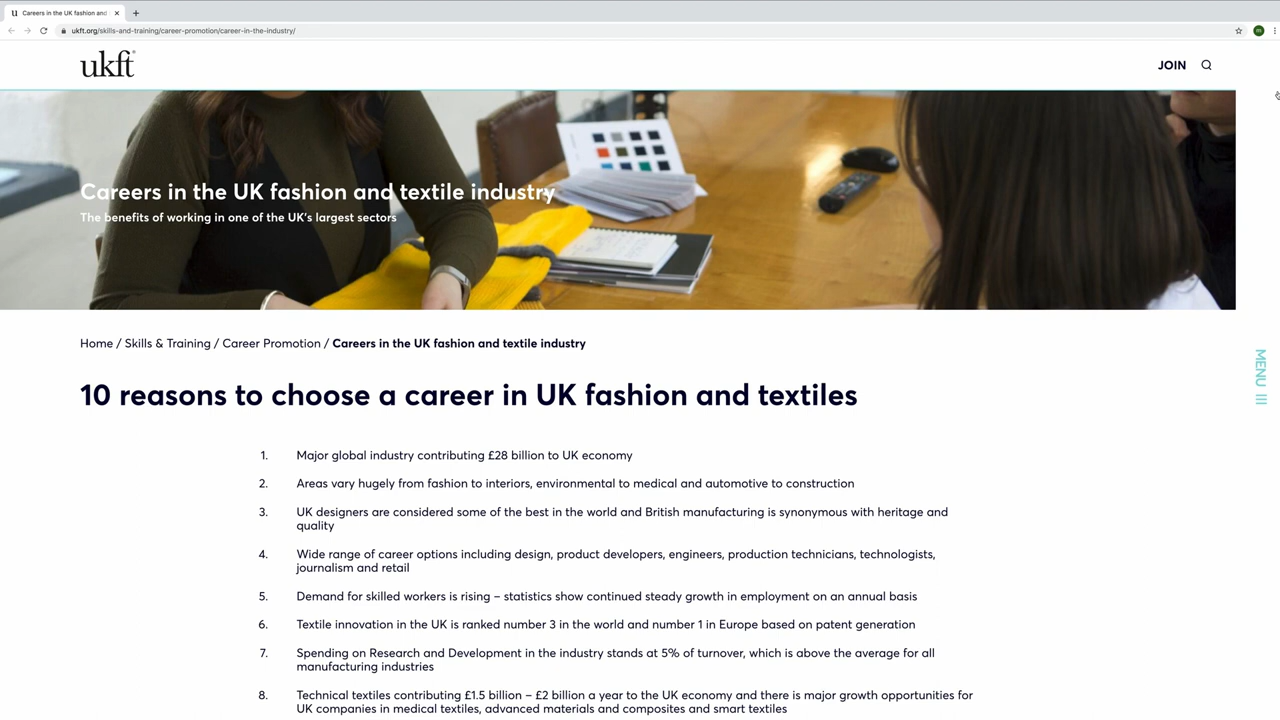 Careers in the UK fashion and
ukft.org/skills-and-training/career-promotion/career-in-the-industry/
m
ukft
JOIN
Careers in the UK fashion and textile industry
The benefits of working in one of the UK's largest sectors
Home / Skills & Training / Career Promotion / Careers in the UK fashion and textile industry
MENU
10 reasons to choose a career in UK fashion and textiles
1. Major global industry contributing £28 billion to UK economy
2. Areas vary hugely from fashion to interiors, environmental to medical and automotive to construction
3. UK designers are considered some of the best in the world and British manufacturing is synonymous with heritage and
quality
4. Wide range of career options including design, product developers, engineers, production technicians, technologists,
journalism and retail
5. Demand for skilled workers is rising – statistics show continued steady growth in employment on an annual basis
6. Textile innovation in the UK is ranked number 3 in the world and number 1 in Europe based on patent generation
7. Spending on Research and Development in the industry stands at 5% of turnover, which is above the average for all
manufacturing industries
8. Technical textiles contributing £1.5 billion – £2 billion a year to the UK economy and there is major growth opportunities for
UK companies in medical textiles, advanced materials and composites and smart textiles